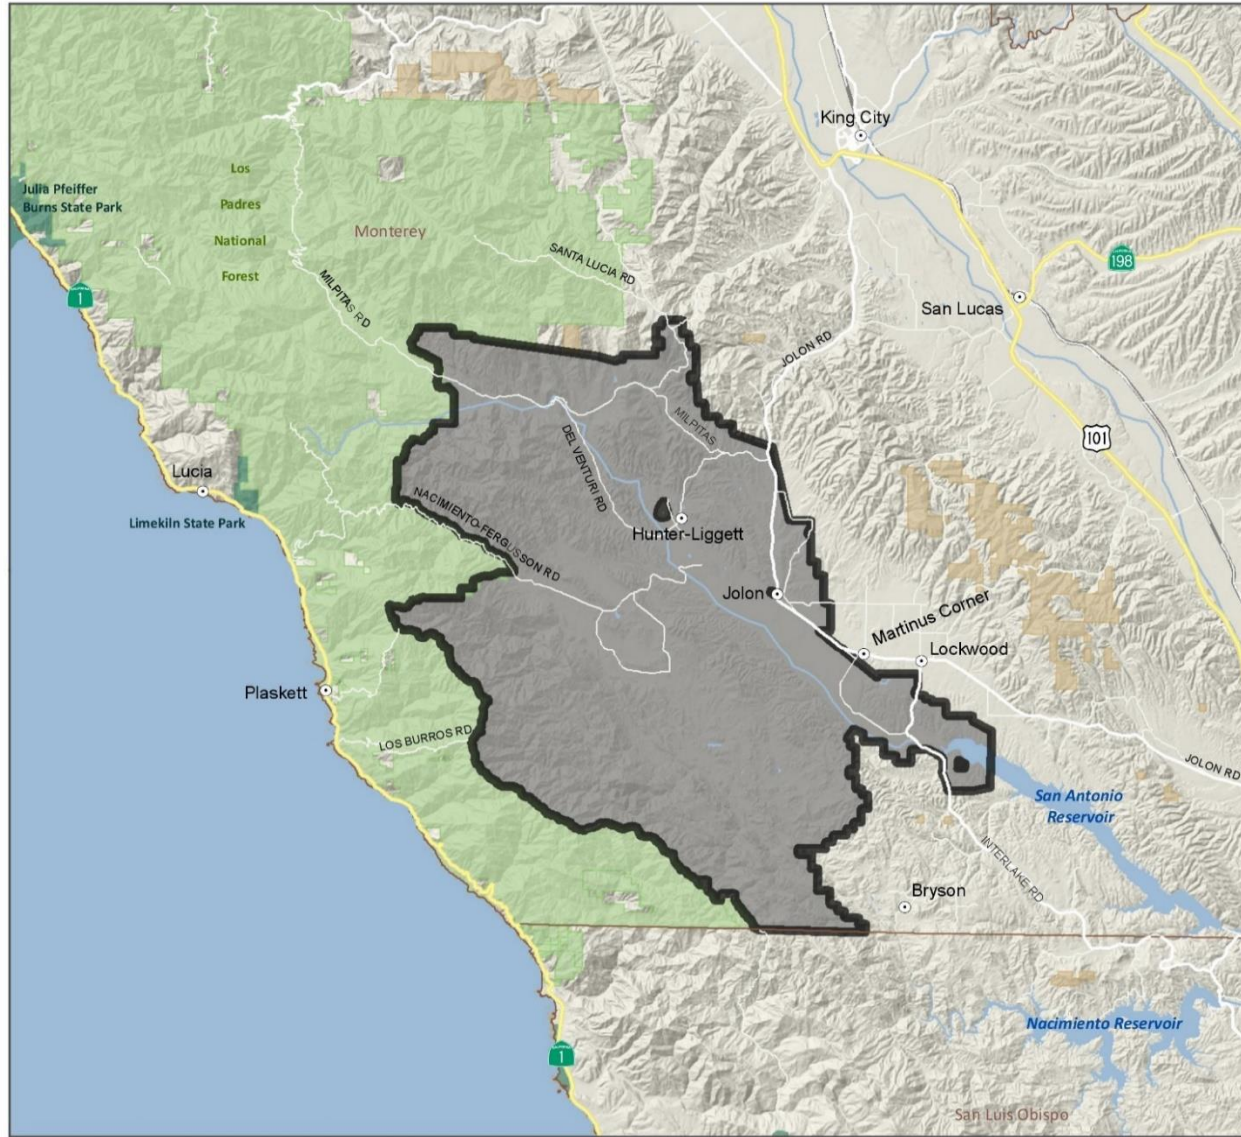 King City
Los
Padres
National
Forest
Julia Pfeiffer
Burns State Park
Monterey
SANTA LUCIA RD
198
1
MILPITAS RD
San Lucas
JOLON RD
MILPITAS
101
DEL VENTURI RD
Lucia
NACIMIENTO-FERGUSSON RD
Limekiln State Park
Hunter-Liggett
Jolon
Martinus Corner
Lockwood
Plaskett
LOS BURROS RD
JOLON RD
San Antonio
Reservoir
INTERLAKE RD
Bryson
Nacimiento Reservoir
1
San Luis Obispo